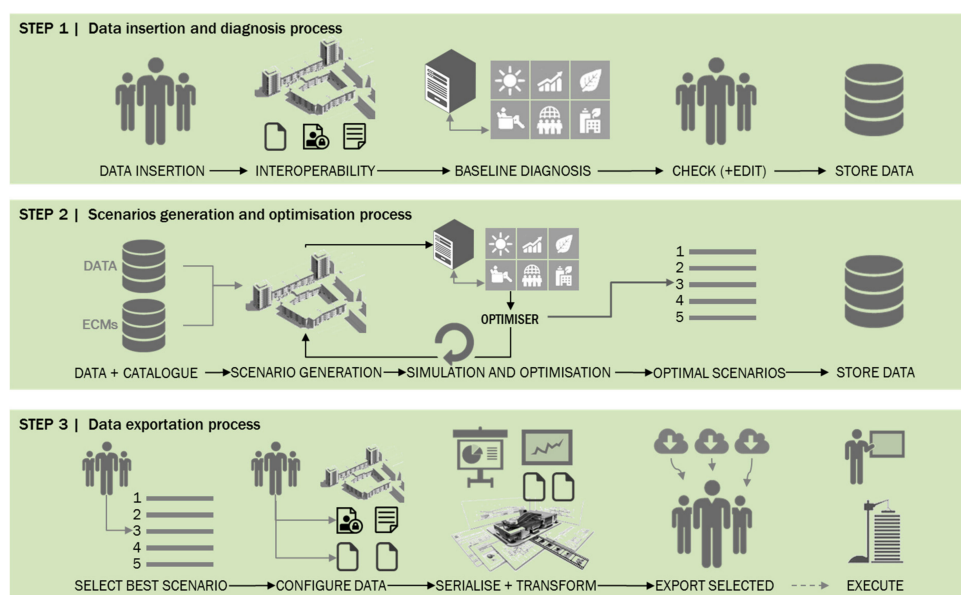 STEP 1 | Data insertion and diagnosis process
DATA INSERTION INTEROPERABILITY BASELINE DIAGNOSIS CHECK (+EDIT) STORE DATA
STEP 2 | Scenarios generation and optimisation process
DATA
ECMs
OPTIMISER
1
2
3
4
5
DATA + CATALOGUE SCENARIO GENERATION SIMULATION AND OPTIMISATION OPTIMAL SCENARIOS STORE DATA
STEP 3 | Data exportation process
1
2
3
4
5
SELECT BEST SCENARIO CONFIGURE DATA SERIALISE + TRANSFORM EXPORT SELECTED EXECUTE